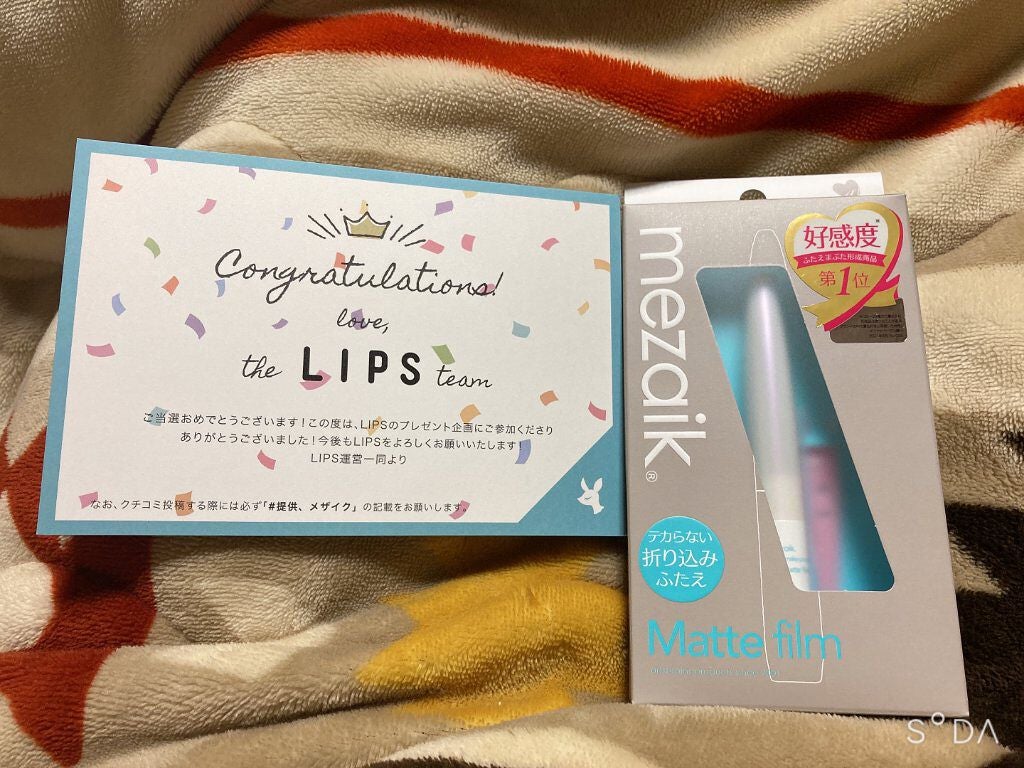 Congratulations!
love,
the LIPS team
ご当選おめでとうございます！この度は、LIPSのプレゼント企画にご参加くださり
ありがとうございました！今後もLIPSをよろしくお願いいたします！
LIPS運営一同より
なお、クチコミ投稿する際には必ず「#提供、メザイク」の記載をお願いします。
mezaik®
好感度※
ふたえまぶた形成商品
第1位
テカらない
折り込み
ふたえ
Matte film
SODA